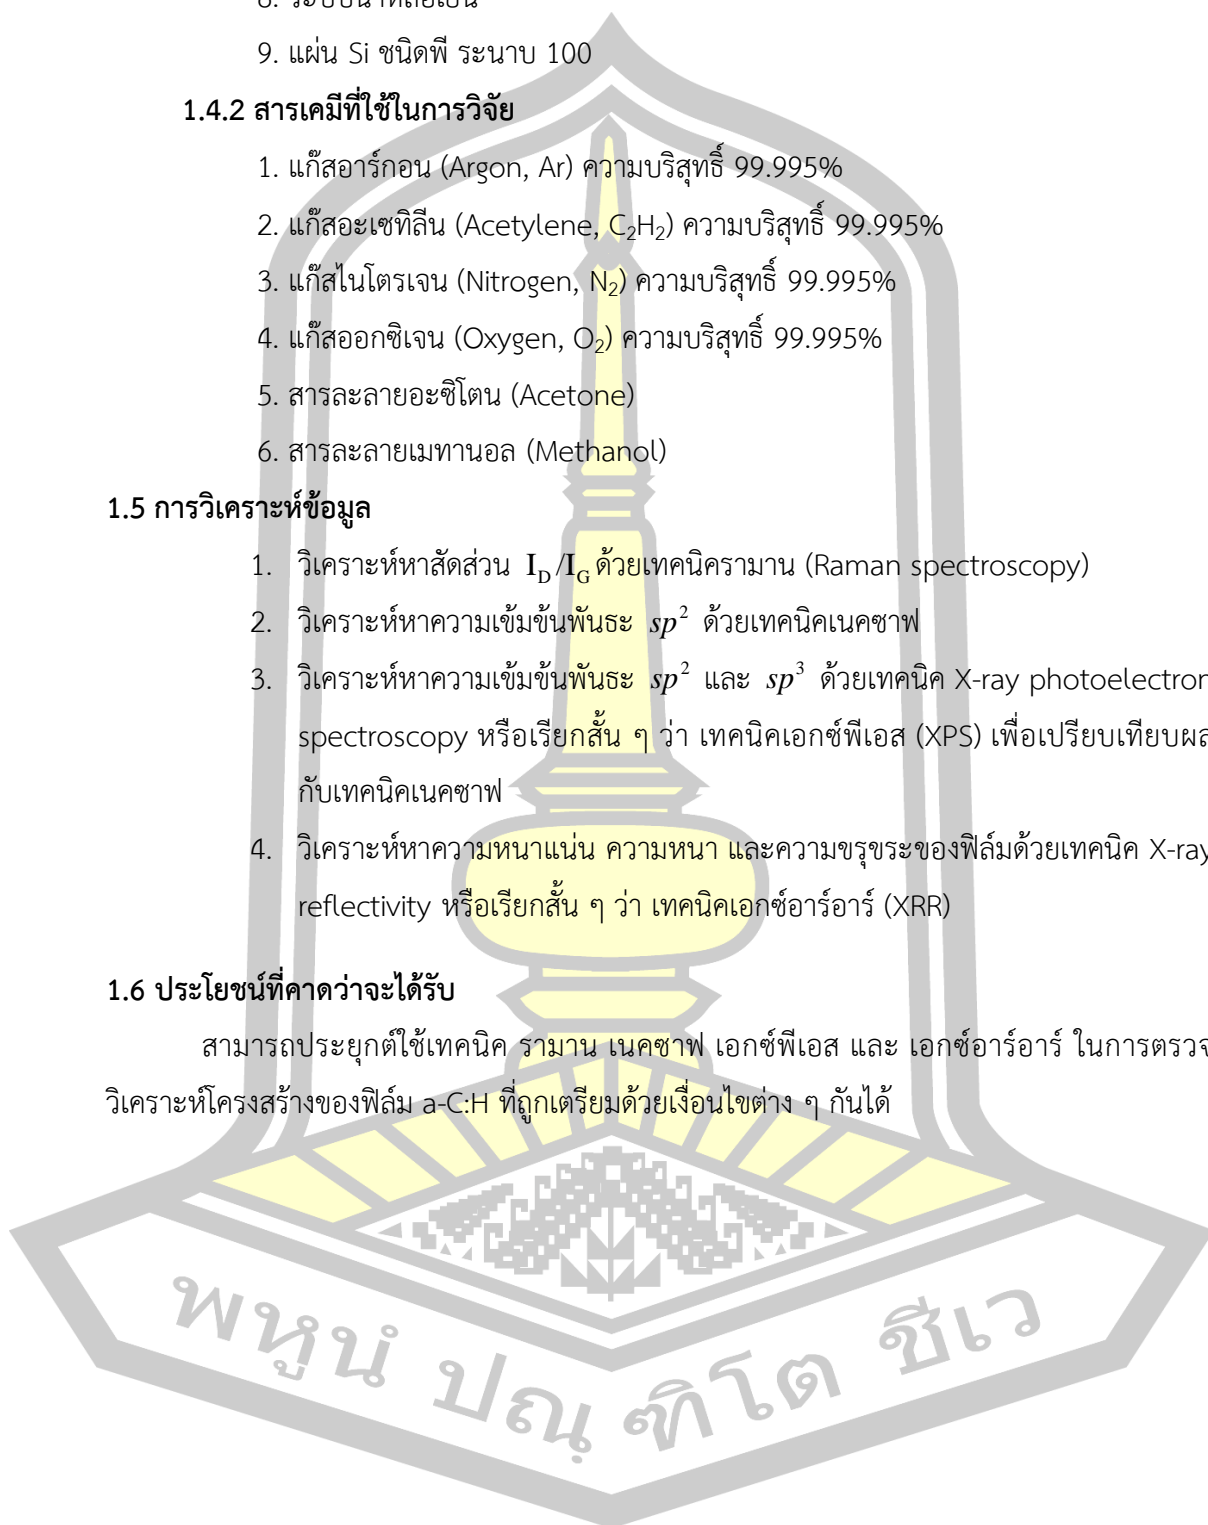 8. ระบบน้ำหล่อเย็น
9. แผ่น Si ชนิดพี ระนาบ 100
1.4.2 สารเคมีที่ใช้ในการวิจัย
1. แก๊สอาร์กอน (Argon, Ar) ความบริสุทธิ์ 99.995%
2. แก๊สอะเซทิลีน (Acetylene, C₂H₂) ความบริสุทธิ์ 99.995%
3. แก๊สไนโตรเจน (Nitrogen, N₂) ความบริสุทธิ์ 99.995%
4. แก๊สออกซิเจน (Oxygen, O₂) ความบริสุทธิ์ 99.995%
5. สารละลายอะซิโตน (Acetone)
6. สารละลายเมทานอล (Methanol)
1.5 การวิเคราะห์ข้อมูล
1. วิเคราะห์หาสัดส่วน I_D/I_G ด้วยเทคนิครามาน (Raman spectroscopy)
2. วิเคราะห์หาความเข้มข้นพันธะ sp² ด้วยเทคนิคเนคซาฟ
3. วิเคราะห์หาความเข้มข้นพันธะ sp² และ sp³ ด้วยเทคนิค X-ray photoelectron
spectroscopy หรือเรียกสั้น ๆ ว่า เทคนิคเอกซ์พีเอส (XPS) เพื่อเปรียบเทียบผล
กับเทคนิคเนคซาฟ
4. วิเคราะห์หาความหนาแน่น ความหนา และความขรุขระของฟิล์มด้วยเทคนิค X-ray
reflectivity หรือเรียกสั้น ๆ ว่า เทคนิคเอกซ์อาร์อาร์ (XRR)
1.6 ประโยชน์ที่คาดว่าจะได้รับ
สามารถประยุกต์ใช้เทคนิค รามาน เนคซาฟ เอกซ์พีเอส และ เอกซ์อาร์อาร์ ในการตรวจ
วิเคราะห์โครงสร้างของฟิล์ม a-C:H ที่ถูกเตรียมด้วยเงื่อนไขต่าง ๆ กันได้
พหูนํ ปณฺฑิโต ชีเว